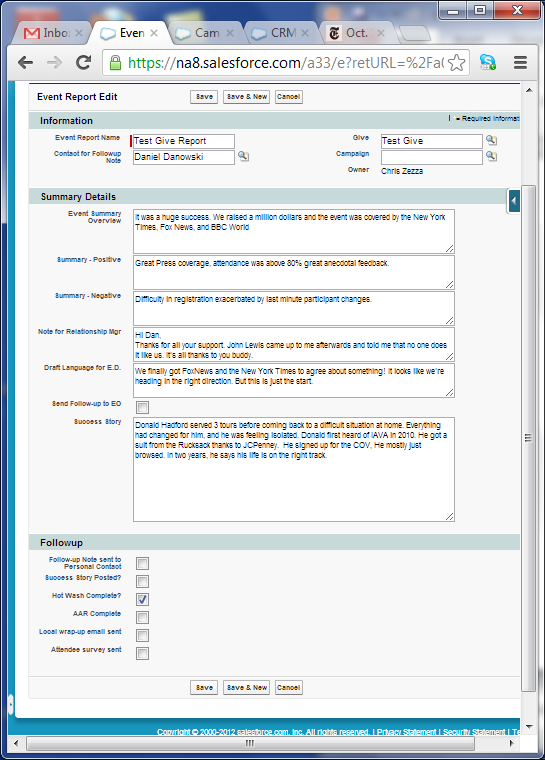 Inbo
Even
Cam
CRM
Oct.
https://na8.salesforce.com/a33/e?retURL=%2Fa0
Event Report Edit
Save
Save & New
Cancel
Information
= Required Informati
Event Report Name
Test Give Report
Give
Test Give
Contact for Followup Note
Daniel Danowski
Campaign
Owner
Chris Zezza
Summary Details
Event Summary Overview
It was a huge success. We raised a million dollars and the event was covered by the New York
Times, Fox News, and BBC World
Summary - Positive
Great Press coverage, attendance was above 80% great anecdotal feedback.
Summary - Negative
Difficulty in registration exacerbated by last minute participant changes.
Note for Relationship Mgr
Hi Dan,
Thanks for all your support. John Lewis came up to me afterwards and told me that no one does
it like us. It's all thanks to you buddy.
Draft Language for E.D.
We finally got FoxNews and the New York Times to agree about something! It looks like we're
heading in the right direction. But this is just the start.
Send Follow-up to EO
Success Story
Donald Hadford served 3 tours before coming back to a difficult situation at home. Everything
had changed for him, and he was feeling isolated. Donald first heard of IAVA in 2010. He got a
suit from the Rucksack thanks to JCPenney.  He signed up for the COV, He mostly just
browsed. In two years, he says his life is on the right track.
Followup
Follow-up Note sent to
Personal Contact
Success Story Posted?
Hot Wash Complete?
AAR Complete
Local wrap-up email sent
Attendee survey sent
Save
Save & New
Cancel
Copyright © 2000-2012 salesforce.com, inc. All rights reserved. | Privacy Statement | Security Statement | Te